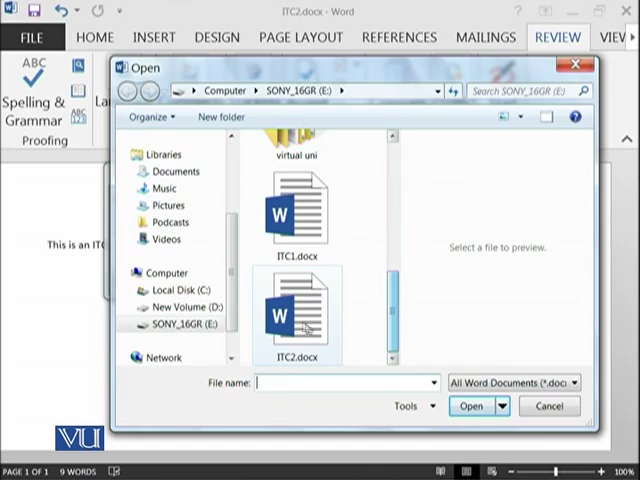 ITC2.docx - Word
FILE HOME INSERT DESIGN PAGE LAYOUT REFERENCES MAILINGS REVIEW
ABC
Spelling &
Grammar
Proofing
Open
Computer SONY_16GR (E:)
Search SONY_16GR (E:)
Organize New folder
Libraries
Documents
Music
Pictures
Podcasts
Videos
Computer
Local Disk (C:)
New Volume (D:)
SONY_16GR (E:)
Network
virtual uni
W
ITC1.docx
W
ITC2.docx
Select a file to preview.
File name:
All Word Documents (*.doc
Tools Open Cancel
This is an ITC
VU
PAGE 1 OF 1 9 WORDS
100%